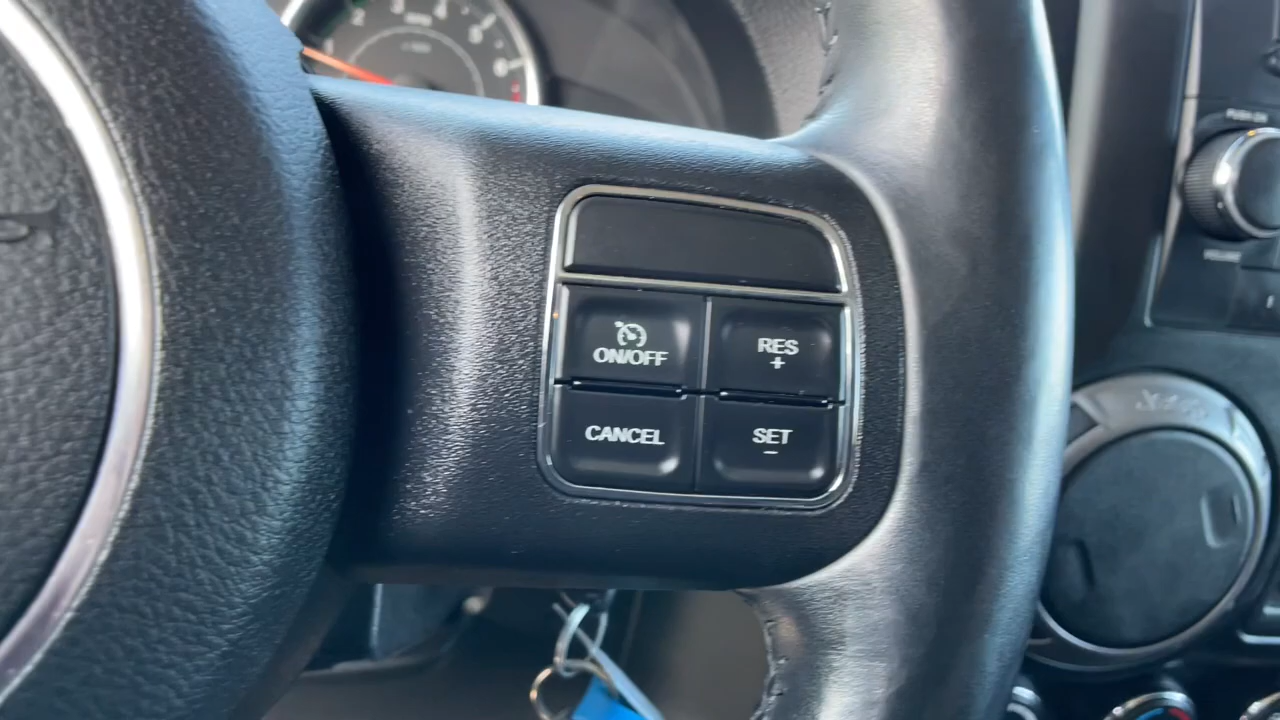 ON/OFF
RES
+
CANCEL
SET
-